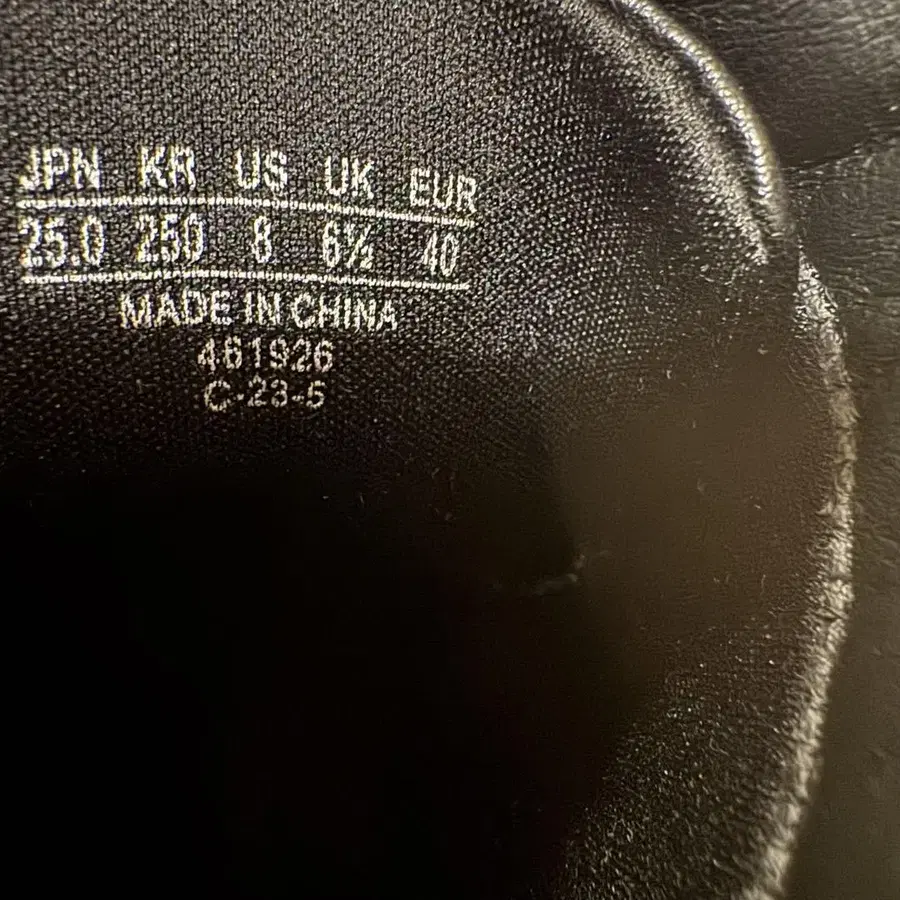 JPN KR US UK EUR
25.0 250 8 6½ 40
MADE IN CHINA
461926
C-23-5